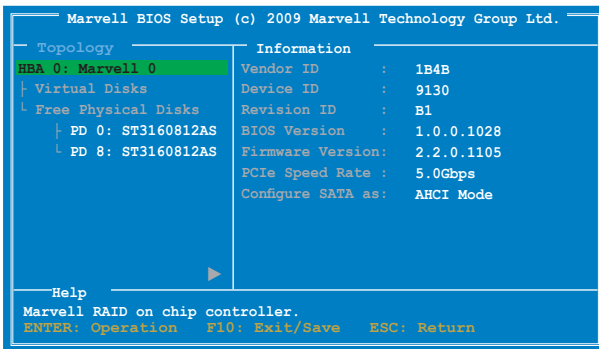 Marvell BIOS Setup (c) 2009 Marvell Technology Group Ltd.
Topology
HBA 0: Marvell 0
Virtual Disks
Free Physical Disks
PD 0: ST3160812AS
PD 8: ST3160812AS
Information
Vendor ID : 1B4B
Device ID : 9130
Revision ID : B1
BIOS Version : 1.0.0.1028
Firmware Version: 2.2.0.1105
PCIe Speed Rate : 5.0Gbps
Configure SATA as: AHCI Mode
Help
Marvell RAID on chip controller.
ENTER: Operation F10: Exit/Save ESC: Return